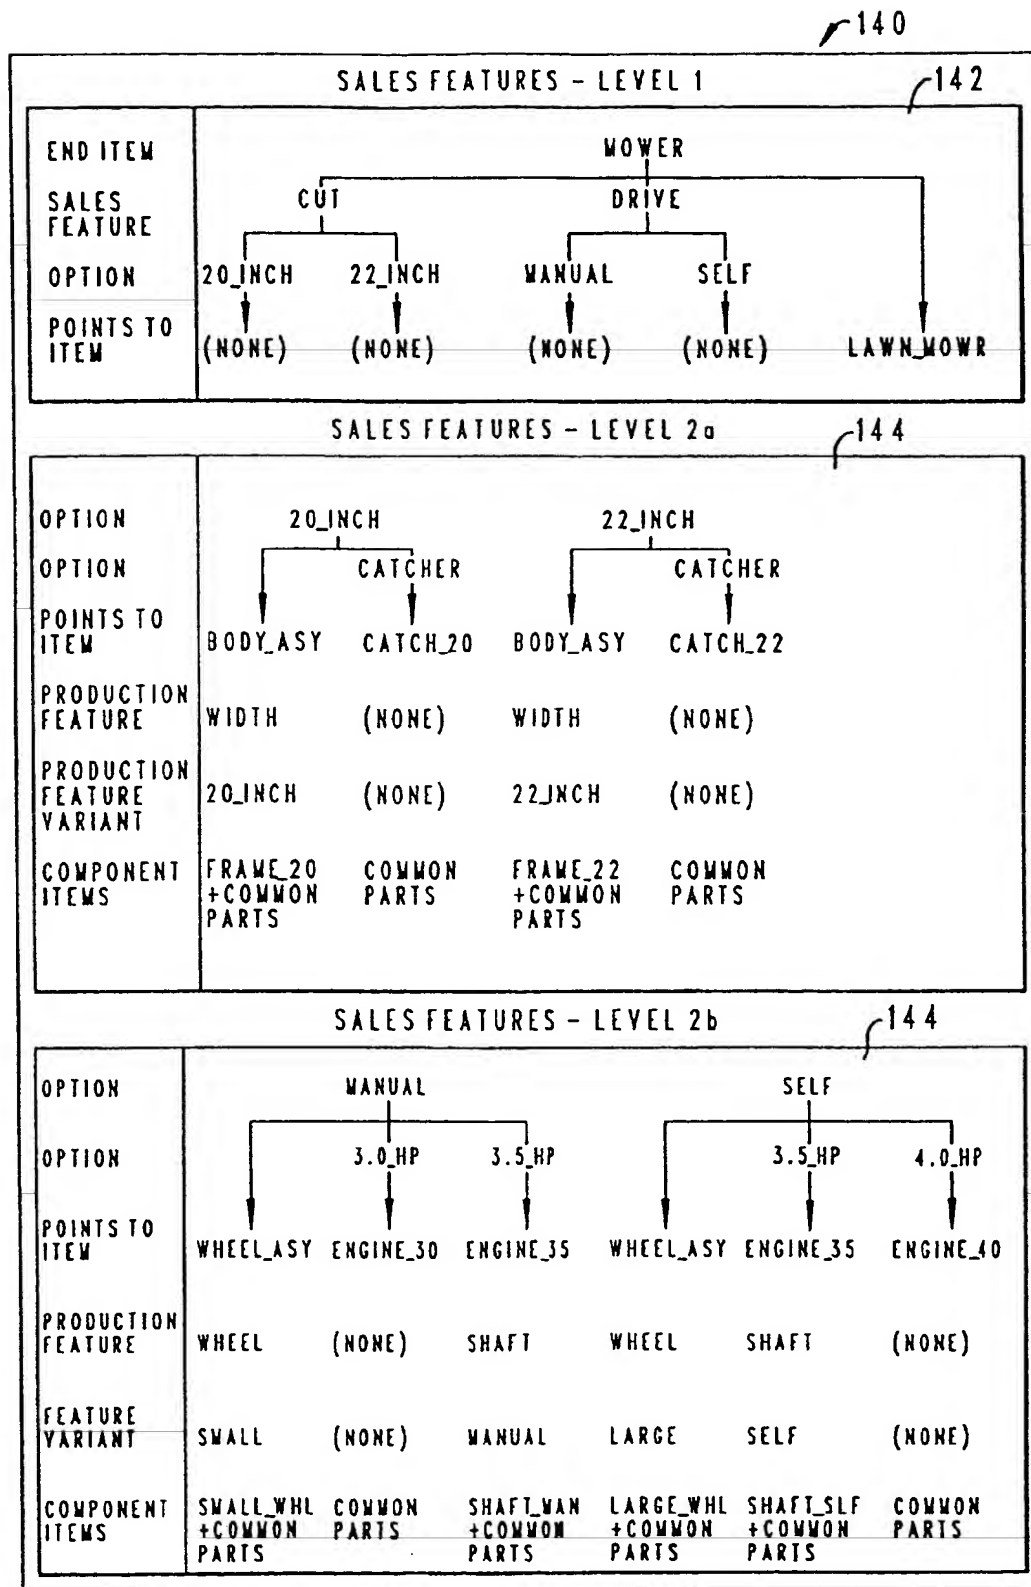 140
SALES FEATURES - LEVEL 1
142
END ITEM MOWER
SALES FEATURE CUT DRIVE
OPTION 20_INCH 22_INCH MANUAL SELF
POINTS TO ITEM (NONE) (NONE) (NONE) (NONE) LAWN_MOWR
SALES FEATURES - LEVEL 2a
144
OPTION 20_INCH 22_INCH
OPTION CATCHER CATCHER
POINTS TO ITEM BODY_ASY CATCH_20 BODY_ASY CATCH_22
PRODUCTION FEATURE WIDTH (NONE) WIDTH (NONE)
PRODUCTION FEATURE VARIANT 20_INCH (NONE) 22_INCH (NONE)
COMPONENT FRAME_20 COMMON FRAME_22 COMMON
ITEMS +COMMON PARTS +COMMON PARTS
PARTS PARTS
SALES FEATURES - LEVEL 2b
144
OPTION MANUAL SELF
OPTION 3.0_HP 3.5_HP 3.5_HP 4.0_HP
POINTS TO ITEM WHEEL_ASY ENGINE_30 ENGINE_35 WHEEL_ASY ENGINE_35 ENGINE_40
PRODUCTION FEATURE WHEEL (NONE) SHAFT WHEEL SHAFT (NONE)
FEATURE VARIANT SMALL (NONE) MANUAL LARGE SELF (NONE)
COMPONENT SMALL_WHL COMMON SHAFT_MAN LARGE_WHL SHAFT_SLF COMMON
ITEMS +COMMON PARTS +COMMON +COMMON +COMMON PARTS
PARTS PARTS PARTS PARTS